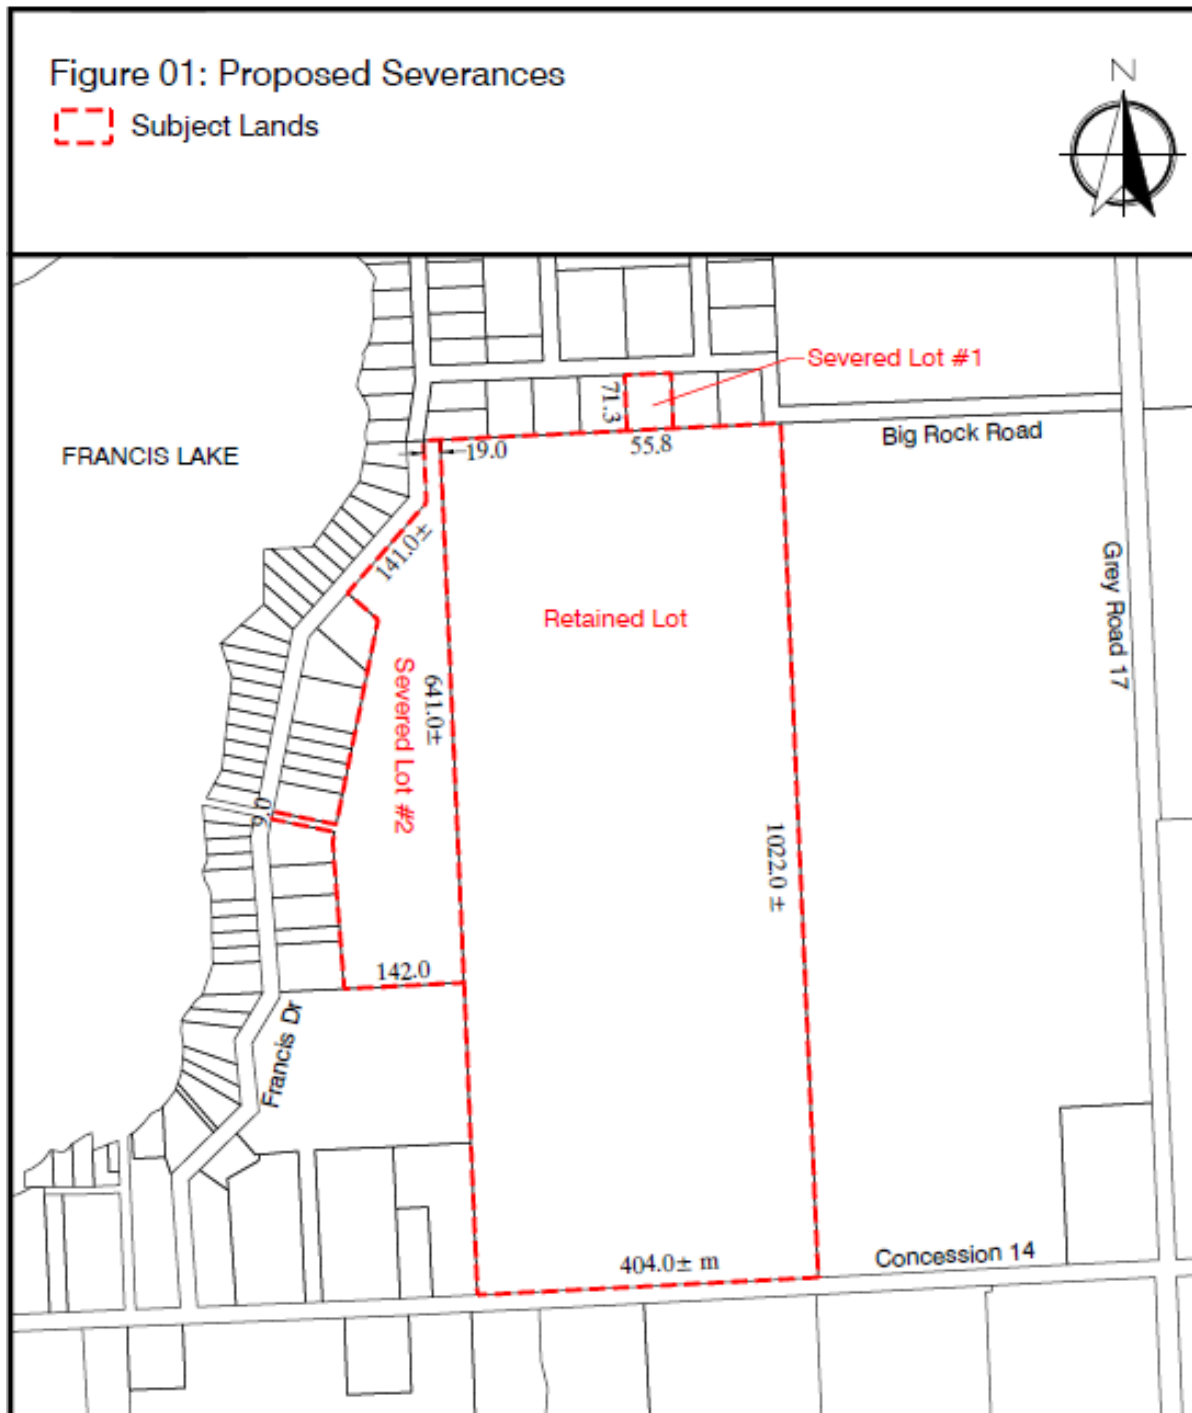 Figure 01: Proposed Severances
Subject Lands
N
Severed Lot #1
71.3
Big Rock Road
FRANCIS LAKE
19.0
55.8
141.0±
Grey Road 17
Retained Lot
Severed Lot #2
641.0±
9.0
1022.0 ±
142.0
Francis Dr
404.0± m
Concession 14